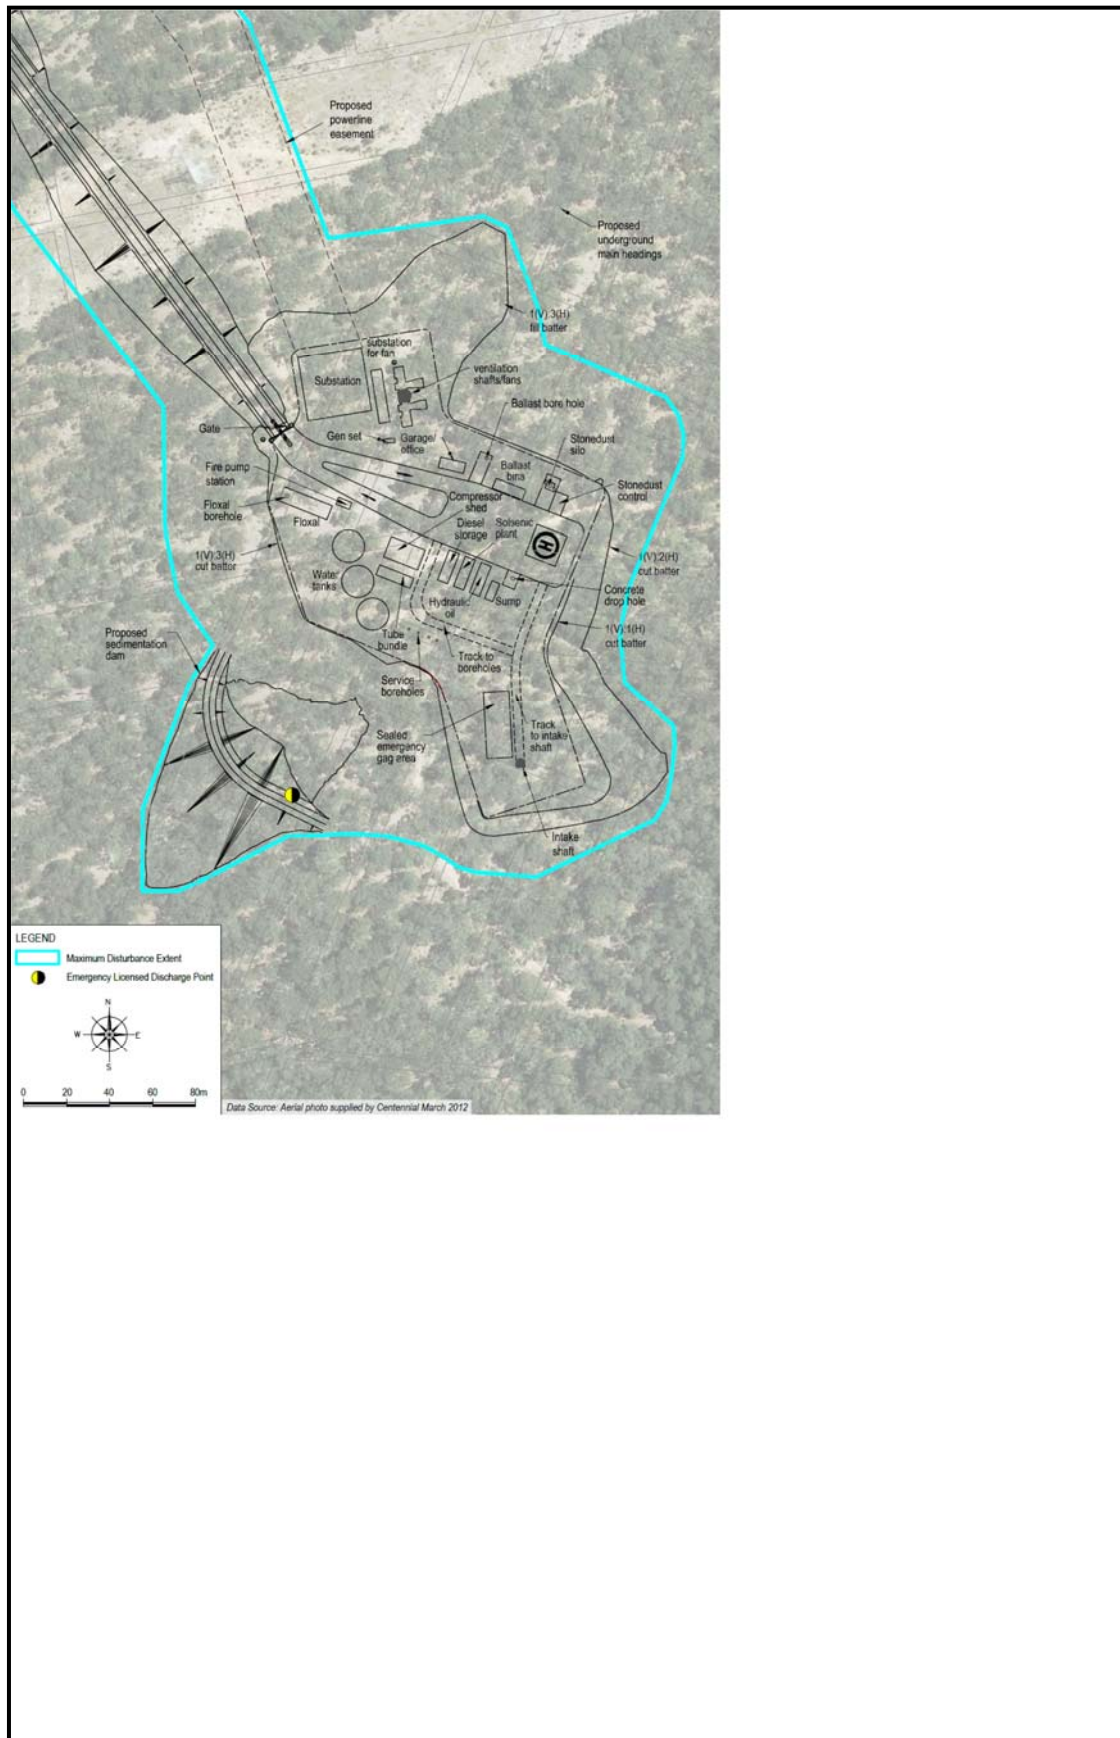 Proposed
powerline
easement
Proposed
underground
main headings
1(V):3(H)
fill batter
substation
for fan
Substation
ventilation
shafts/fans
Ballast bore hole
Gate
Gen set
Garage/
office
Stonedust
silo
Fire pump
station
Ballast
bins
Stonedust
control
Floxal
borehole
Floxal
Compressor
shed
Diesel
storage
Solsenic
plant
H
1(V):3(H)
cut batter
1(V):2(H)
cut batter
Water
tanks
Hydraulic
oil
Sump
Concrete
drop hole
Proposed
sedimentation
dam
Tube
bundle
1(V):1(H)
cut batter
Track to
boreholes
Service
boreholes
Sealed
emergency
gag area
Track
to intake
shaft
Intake
shaft
LEGEND
Maximum Disturbance Extent
Emergency Licensed Discharge Point
N
W E
S
0 20 40 60 80m
Data Source: Aerial photo supplied by Centennial March 2012